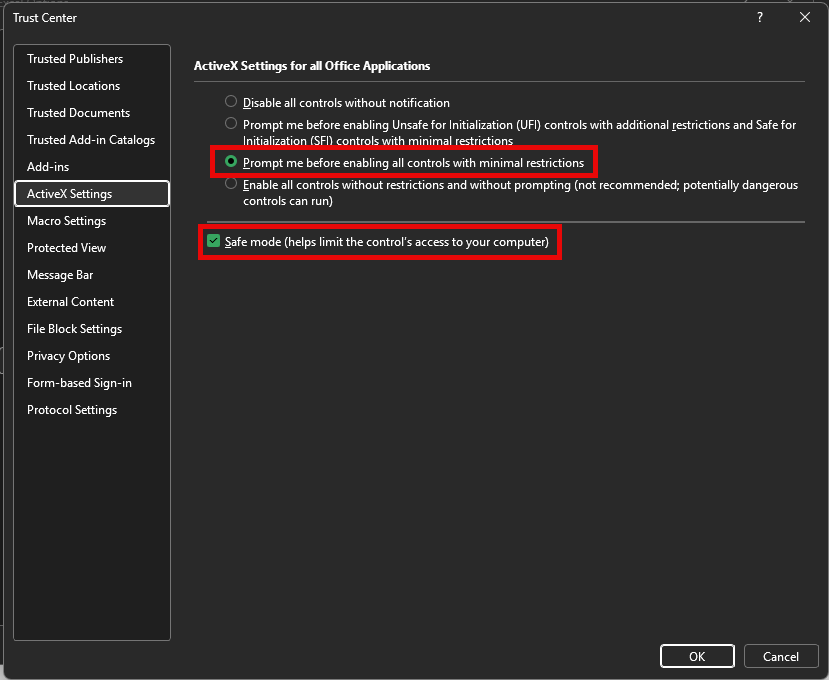 Trust Center
?
Trusted Publishers
Trusted Locations
Trusted Documents
Trusted Add-in Catalogs
Add-ins
ActiveX Settings
Macro Settings
Protected View
Message Bar
External Content
File Block Settings
Privacy Options
Form-based Sign-in
Protocol Settings
ActiveX Settings for all Office Applications
Disable all controls without notification
Prompt me before enabling Unsafe for Initialization (UFI) controls with additional restrictions and Safe for
Initialization (SFI) controls with minimal restrictions
Prompt me before enabling all controls with minimal restrictions
Enable all controls without restrictions and without prompting (not recommended; potentially dangerous
controls can run)
Safe mode (helps limit the control's access to your computer)
OK
Cancel